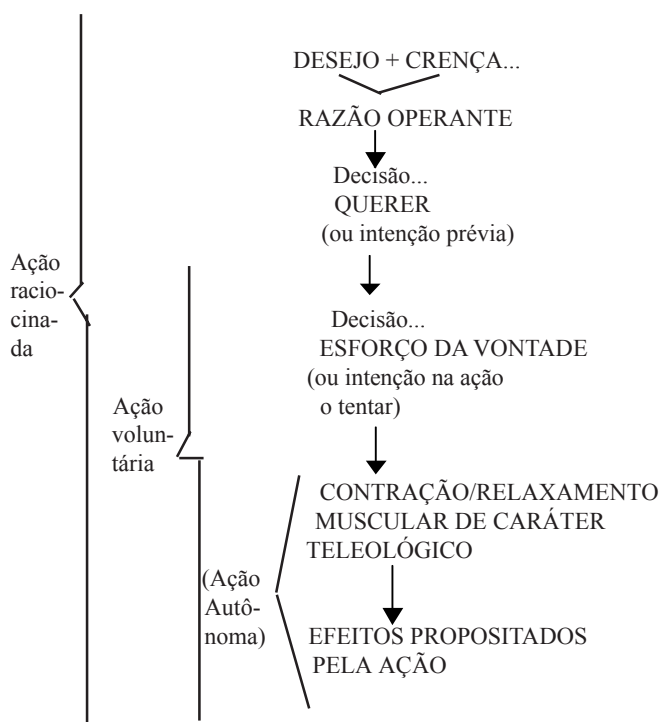 DESEJO + CRENÇA...
RAZÃO OPERANTE
Decisão...
QUERER
(ou intenção prévia)
Ação
racio-
cina-
da
Decisão...
ESFORÇO DA VONTADE
(ou intenção na ação
o tentar)
Ação
volun-
tária
CONTRAÇÃO/RELAXAMENTO
MUSCULAR DE CARÁTER
TELEOLÓGICO
(Ação
Autô-
noma)
EFEITOS PROPOSITADOS
PELA AÇÃO